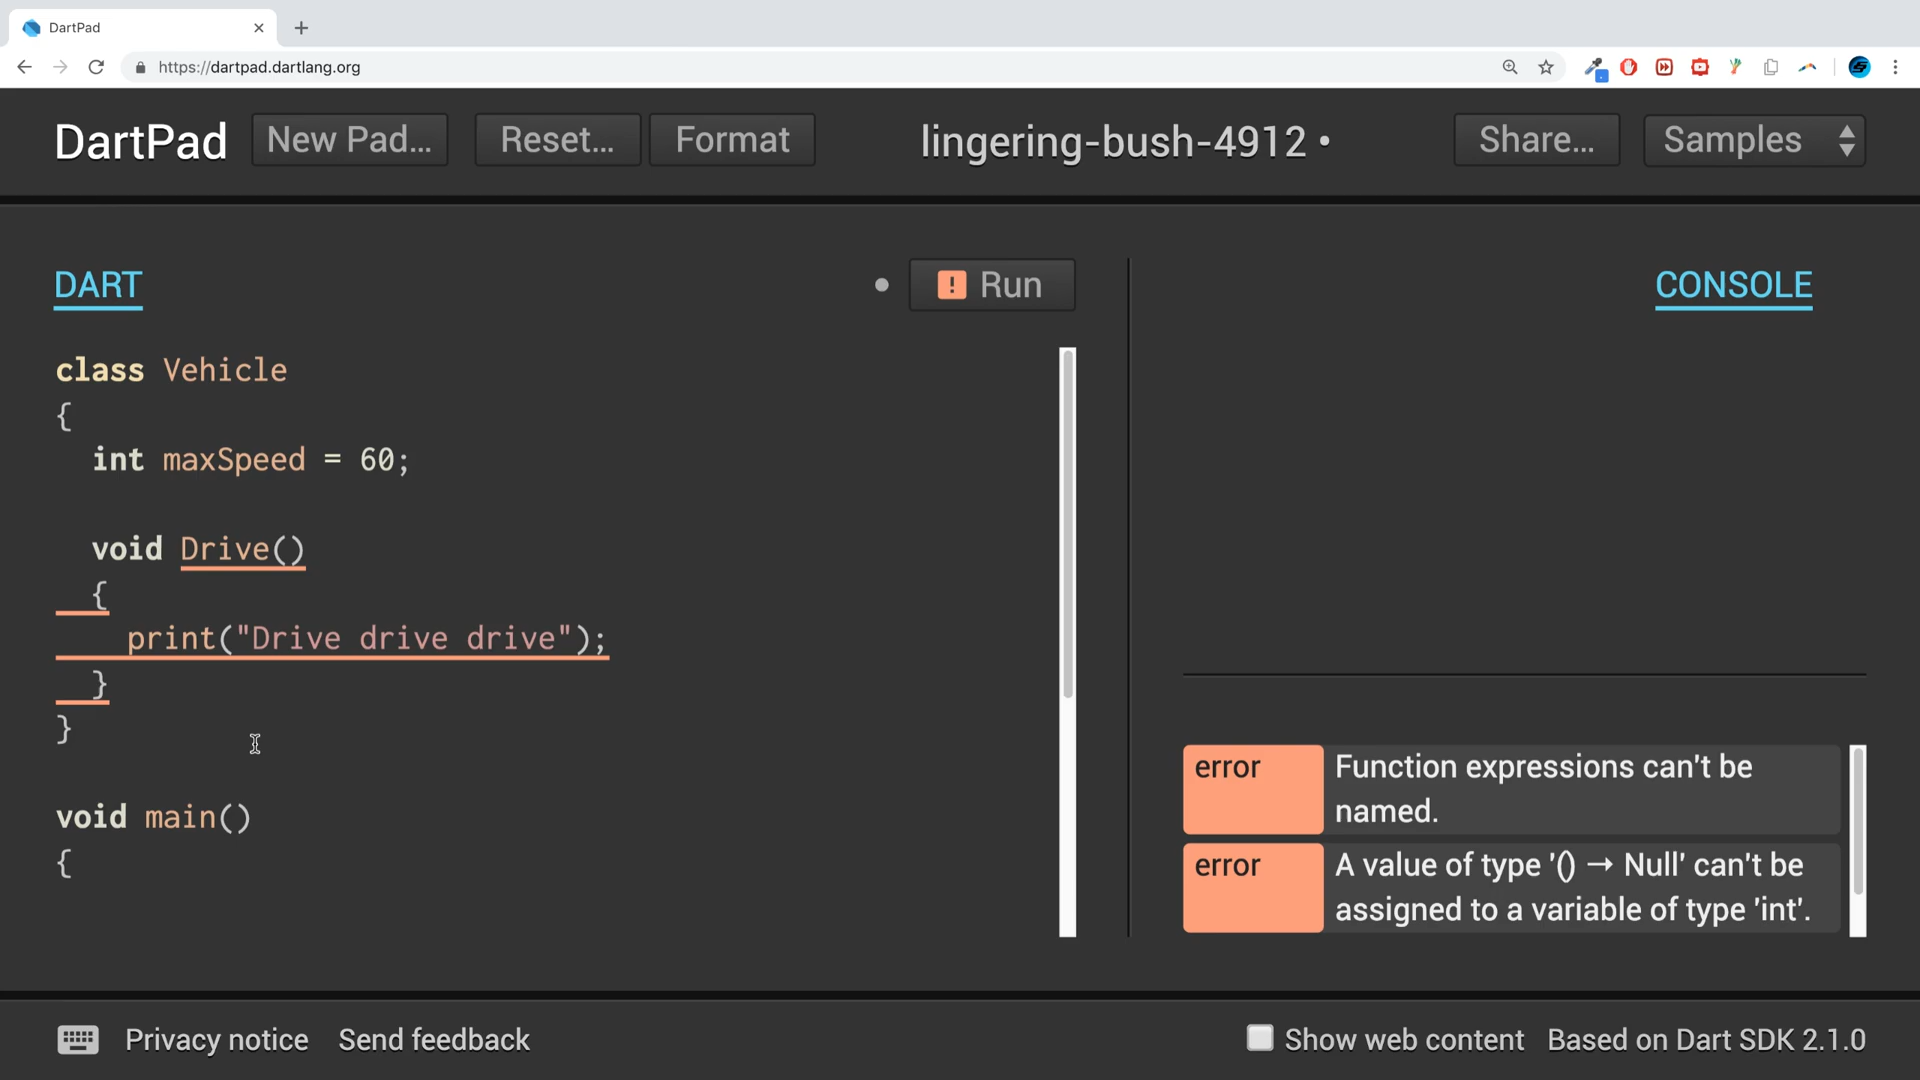 DartPad
https://dartpad.dartlang.org
DartPad
New Pad...
Reset...
Format
lingering-bush-4912 •
Share...
Samples
DART
! Run
CONSOLE
class Vehicle
{
int maxSpeed = 60;
void Drive()
{
print("Drive drive drive");
}
}
void main()
{
error Function expressions can't be
named.
error A value of type '() → Null' can't be
assigned to a variable of type 'int'.
Privacy notice
Send feedback
Show web content
Based on Dart SDK 2.1.0